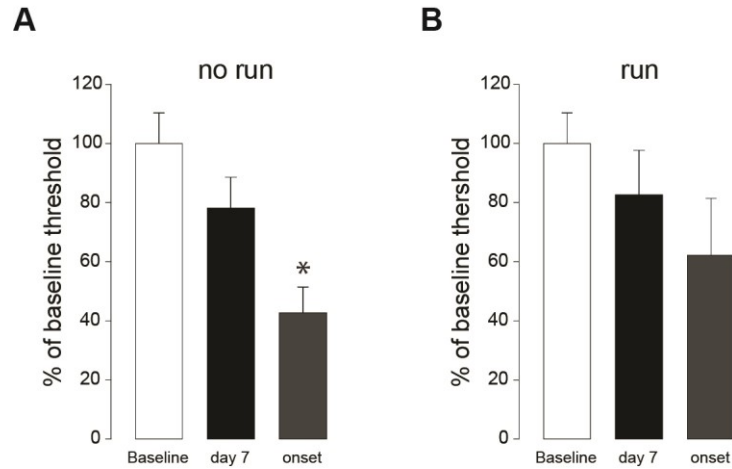 A
no run
% of baseline threshold
120
100
80
60
40
20
0
*
Baseline day 7 onset
B
run
% of baseline thershold
120
100
80
60
40
20
0
Baseline day 7 onset